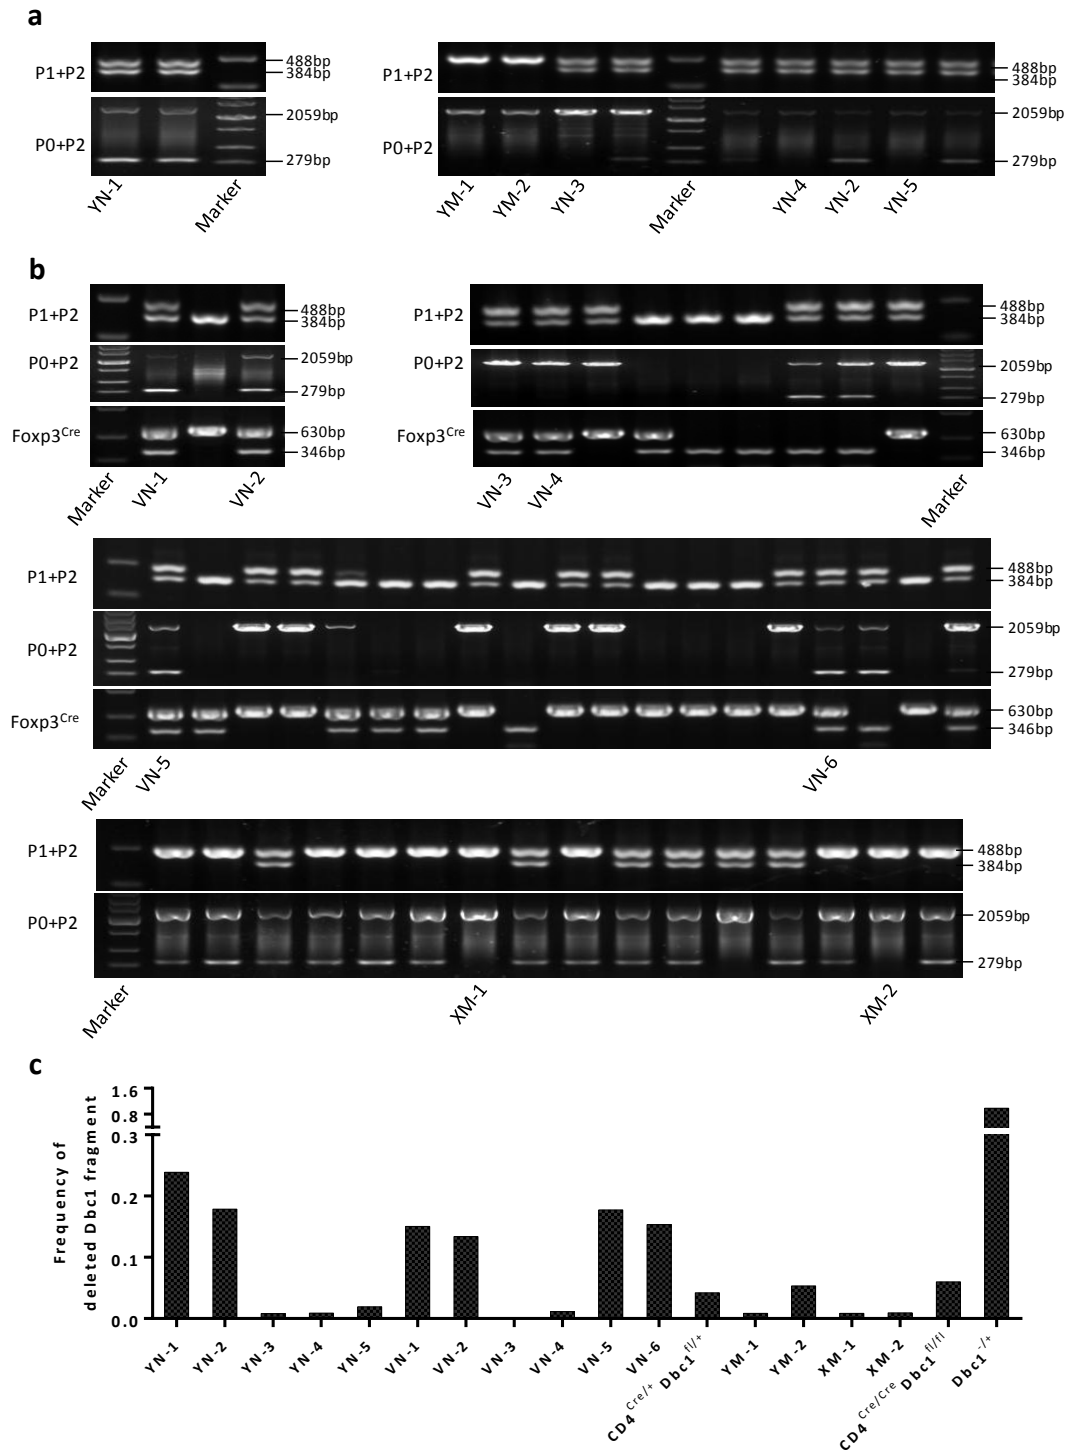 a
P1+P2
488bp
384bp
P0+P2
2059bp
279bp
YN-1
Marker
P1+P2
488bp
384bp
P0+P2
2059bp
279bp
YM-1
YM-2
YN-3
Marker
YN-4
YN-2
YN-5
b
P1+P2
488bp
384bp
P0+P2
2059bp
279bp
Foxp3Cre
630bp
346bp
Marker
VN-1
VN-2
P1+P2
488bp
384bp
P0+P2
2059bp
279bp
Foxp3Cre
630bp
346bp
VN-3
VN-4
Marker
P1+P2
488bp
384bp
P0+P2
2059bp
279bp
Foxp3Cre
630bp
346bp
Marker
VN-5
VN-6
P1+P2
488bp
384bp
P0+P2
2059bp
279bp
Marker
XM-1
XM-2
c
Frequency of
deleted Dbc1 fragment
1.6
0.8
0.3
0.2
0.1
0.0
YN-1
YN-2
YN-3
YN-4
YN-5
VN-1
VN-2
VN-3
VN-4
VN-5
VN-6
CD4Cre/+ Dbc1fl/+
YM-1
YM-2
XM-1
XM-2
CD4Cre/Cre Dbc1fl/fl
Dbc1-/+